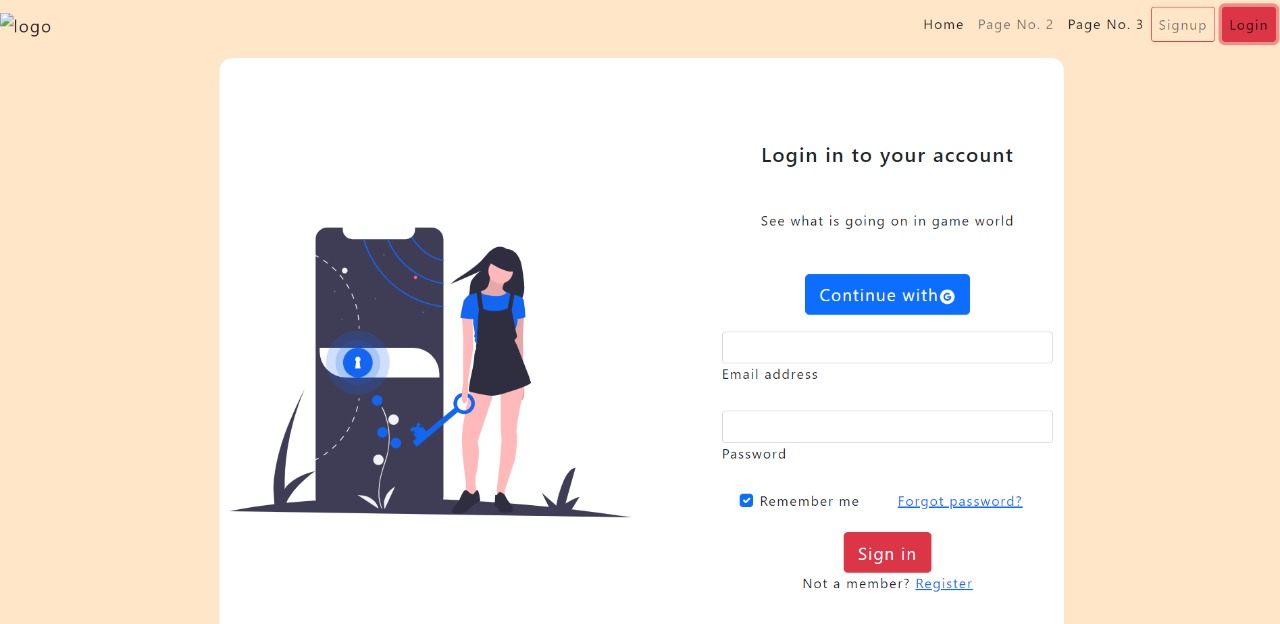 logo
Home Page No. 2 Page No. 3 Signup Login
Login in to your account
See what is going on in game world
Continue with G
Email address
Password
Remember me Forgot password?
Sign in
Not a member? Register